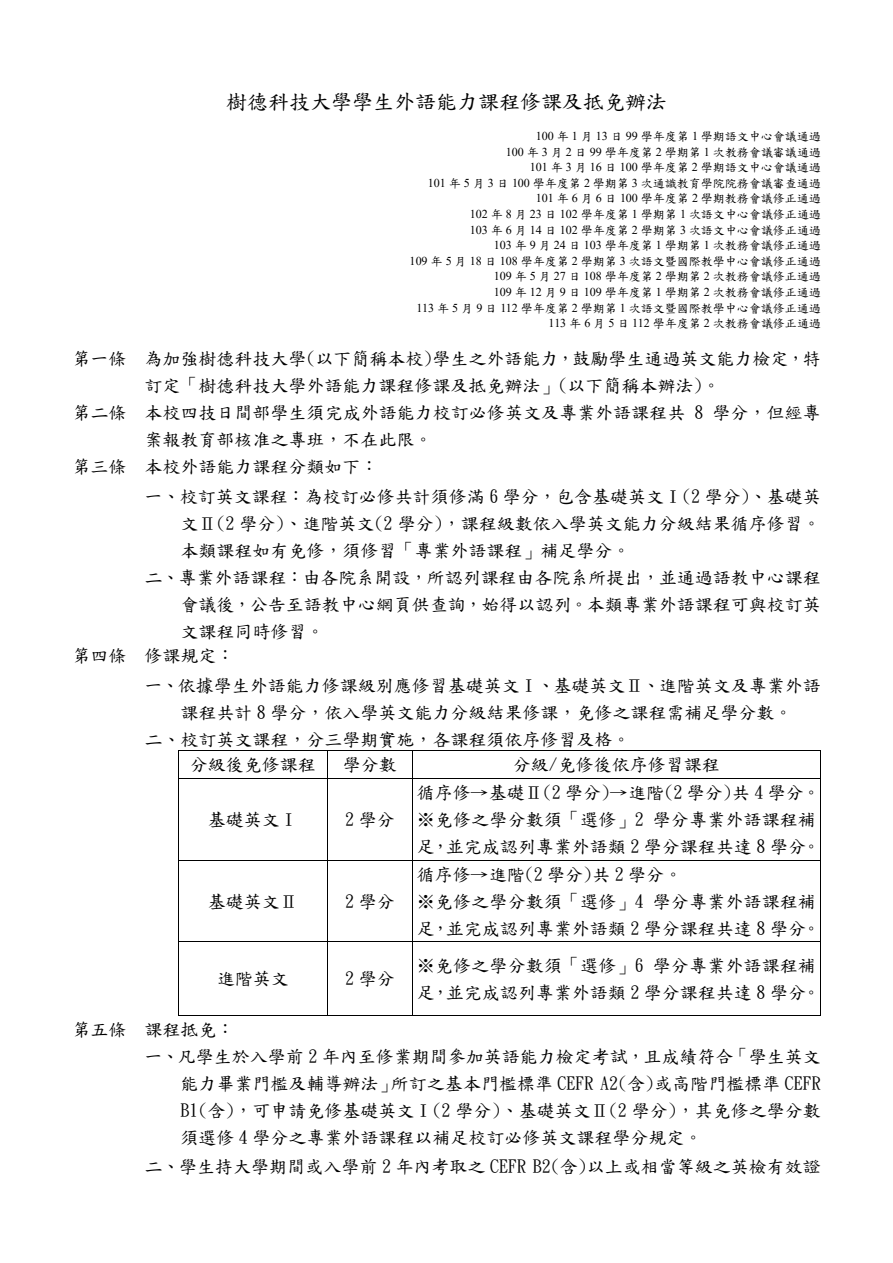 樹德科技大學學生外語能力課程修課及抵免辦法
100 年 1 月 13 日 99 學年度第 1 學期語文中心會議通過
100 年 3 月 2 日 99 學年度第 2 學期第 1 次教務會議審議通過
101 年 3 月 16 日 100 學年度第 2 學期語文中心會議通過
101 年 5 月 3 日 100 學年度第 2 學期第 3 次通識教育學院院務會議審查通過
101 年 6 月 6 日 100 學年度第 2 學期教務會議修正通過
102 年 8 月 23 日 102 學年度第 1 學期第 1 次語文中心會議修正通過
103 年 6 月 14 日 102 學年度第 2 學期第 3 次語文中心會議修正通過
103 年 9 月 24 日 103 學年度第 1 學期第 1 次教務會議修正通過
109 年 5 月 18 日 108 學年度第 2 學期第 3 次語文暨國際教學中心會議修正通過
109 年 5 月 27 日 108 學年度第 2 學期第 2 次教務會議修正通過
109 年 12 月 9 日 109 學年度第 1 學期第 2 次教務會議修正通過
113 年 5 月 9 日 112 學年度第 2 學期第 1 次語文暨國際教學中心會議修正通過
113 年 6 月 5 日 112 學年度第 2 次教務會議修正通過
第一條 為加強樹德科技大學(以下簡稱本校)學生之外語能力，鼓勵學生通過英文能力檢定，特
訂定「樹德科技大學外語能力課程修課及抵免辦法」(以下簡稱本辦法)。
第二條 本校四技日間部學生須完成外語能力校訂必修英文及專業外語課程共 8 學分，但經專
案報教育部核准之專班，不在此限。
第三條 本校外語能力課程分類如下：
一、校訂英文課程：為校訂必修共計須修滿 6 學分，包含基礎英文Ⅰ(2 學分)、基礎英
文Ⅱ(2 學分)、進階英文(2 學分)，課程級數依入學英文能力分級結果循序修習。
本類課程如有免修，須修習「專業外語課程」補足學分。
二、專業外語課程：由各院系開設，所認列課程由各院系所提出，並通過語教中心課程
會議後，公告至語教中心網頁供查詢，始得以認列。本類專業外語課程可與校訂英
文課程同時修習。
第四條 修課規定：
一、依據學生外語能力修課級別應修習基礎英文Ⅰ、基礎英文Ⅱ、進階英文及專業外語
課程共計 8 學分，依入學英文能力分級結果修課，免修之課程需補足學分數。
二、校訂英文課程，分三學期實施，各課程須依序修習及格。
分級後免修課程 學分數 分級/免修後依序修習課程
基礎英文Ⅰ 2 學分 循序修→基礎Ⅱ(2 學分)→進階(2 學分)共 4 學分。
※免修之學分數須「選修」2 學分專業外語課程補
足，並完成認列專業外語類 2 學分課程共達 8 學分。
基礎英文Ⅱ 2 學分 循序修→進階(2 學分)共 2 學分。
※免修之學分數須「選修」4 學分專業外語課程補
足，並完成認列專業外語類 2 學分課程共達 8 學分。
進階英文 2 學分 ※免修之學分數須「選修」6 學分專業外語課程補
足，並完成認列專業外語類 2 學分課程共達 8 學分。
第五條 課程抵免：
一、凡學生於入學前 2 年內至修業期間參加英語能力檢定考試，且成績符合「學生英文
能力畢業門檻及輔導辦法」所訂之基本門檻標準 CEFR A2(含)或高階門檻標準 CEFR
B1(含)，可申請免修基礎英文Ⅰ(2 學分)、基礎英文Ⅱ(2 學分)，其免修之學分數
須選修 4 學分之專業外語課程以補足校訂必修英文課程學分規定。
二、學生持大學期間或入學前 2 年內考取之 CEFR B2(含)以上或相當等級之英檢有效證